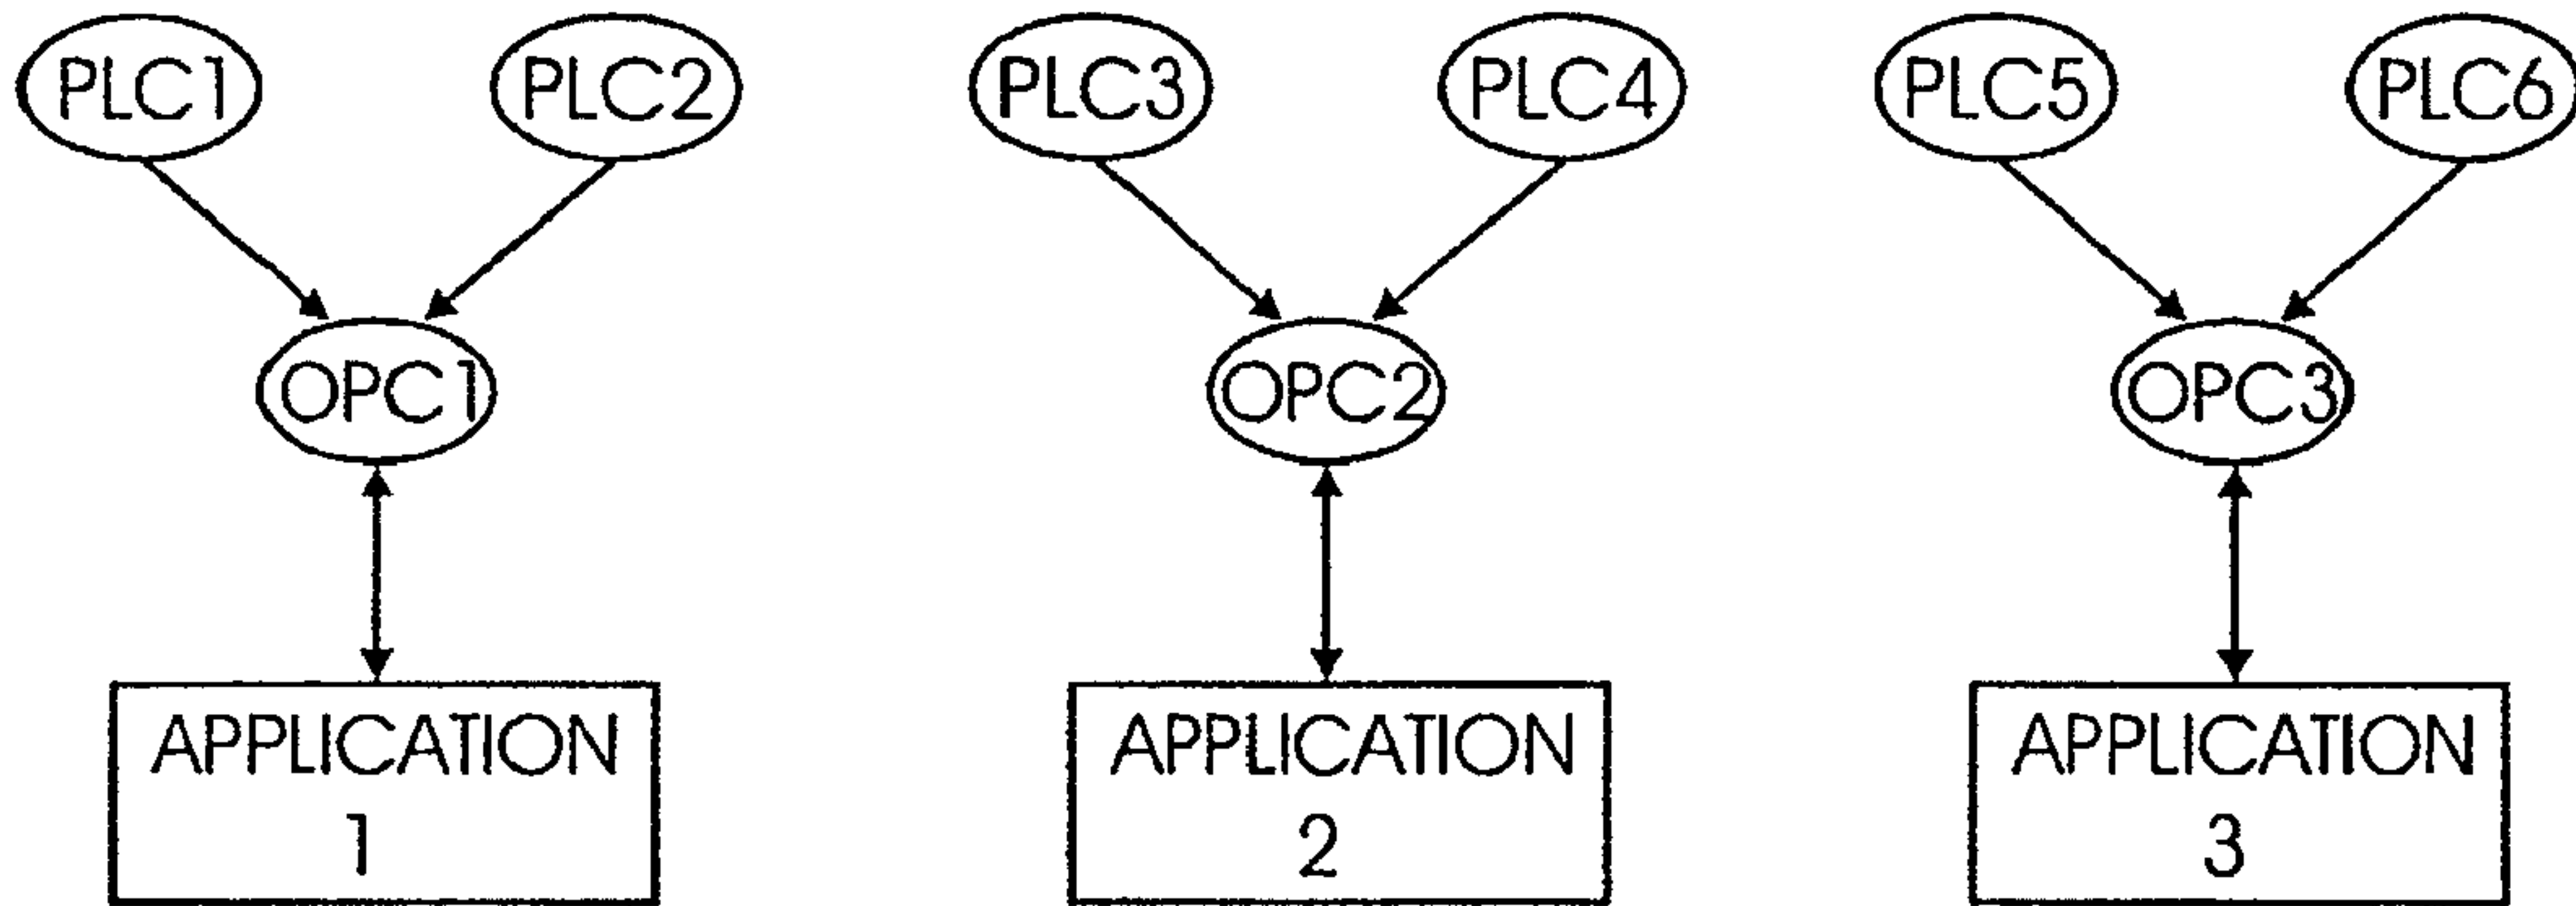 PLC1
PLC2
PLC3
PLC4
PLC5
PLC6
OPC1
OPC2
OPC3
APPLICATION
1
APPLICATION
2
APPLICATION
3